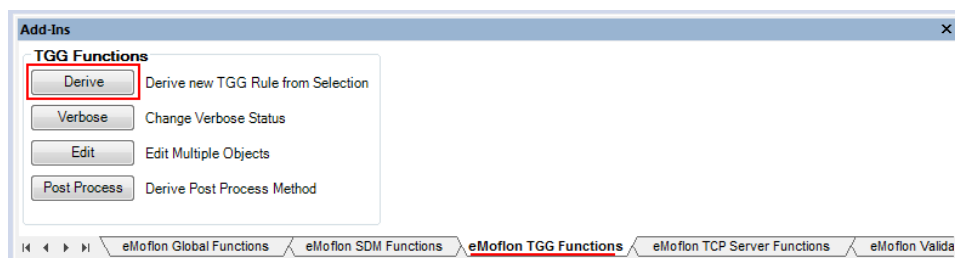 Add-Ins
TGG Functions
Derive Derive new TGG Rule from Selection
Verbose Change Verbose Status
Edit Edit Multiple Objects
Post Process Derive Post Process Method
eMoflon Global Functions eMoflon SDM Functions eMoflon TGG Functions eMoflon TCP Server Functions eMoflon Valida